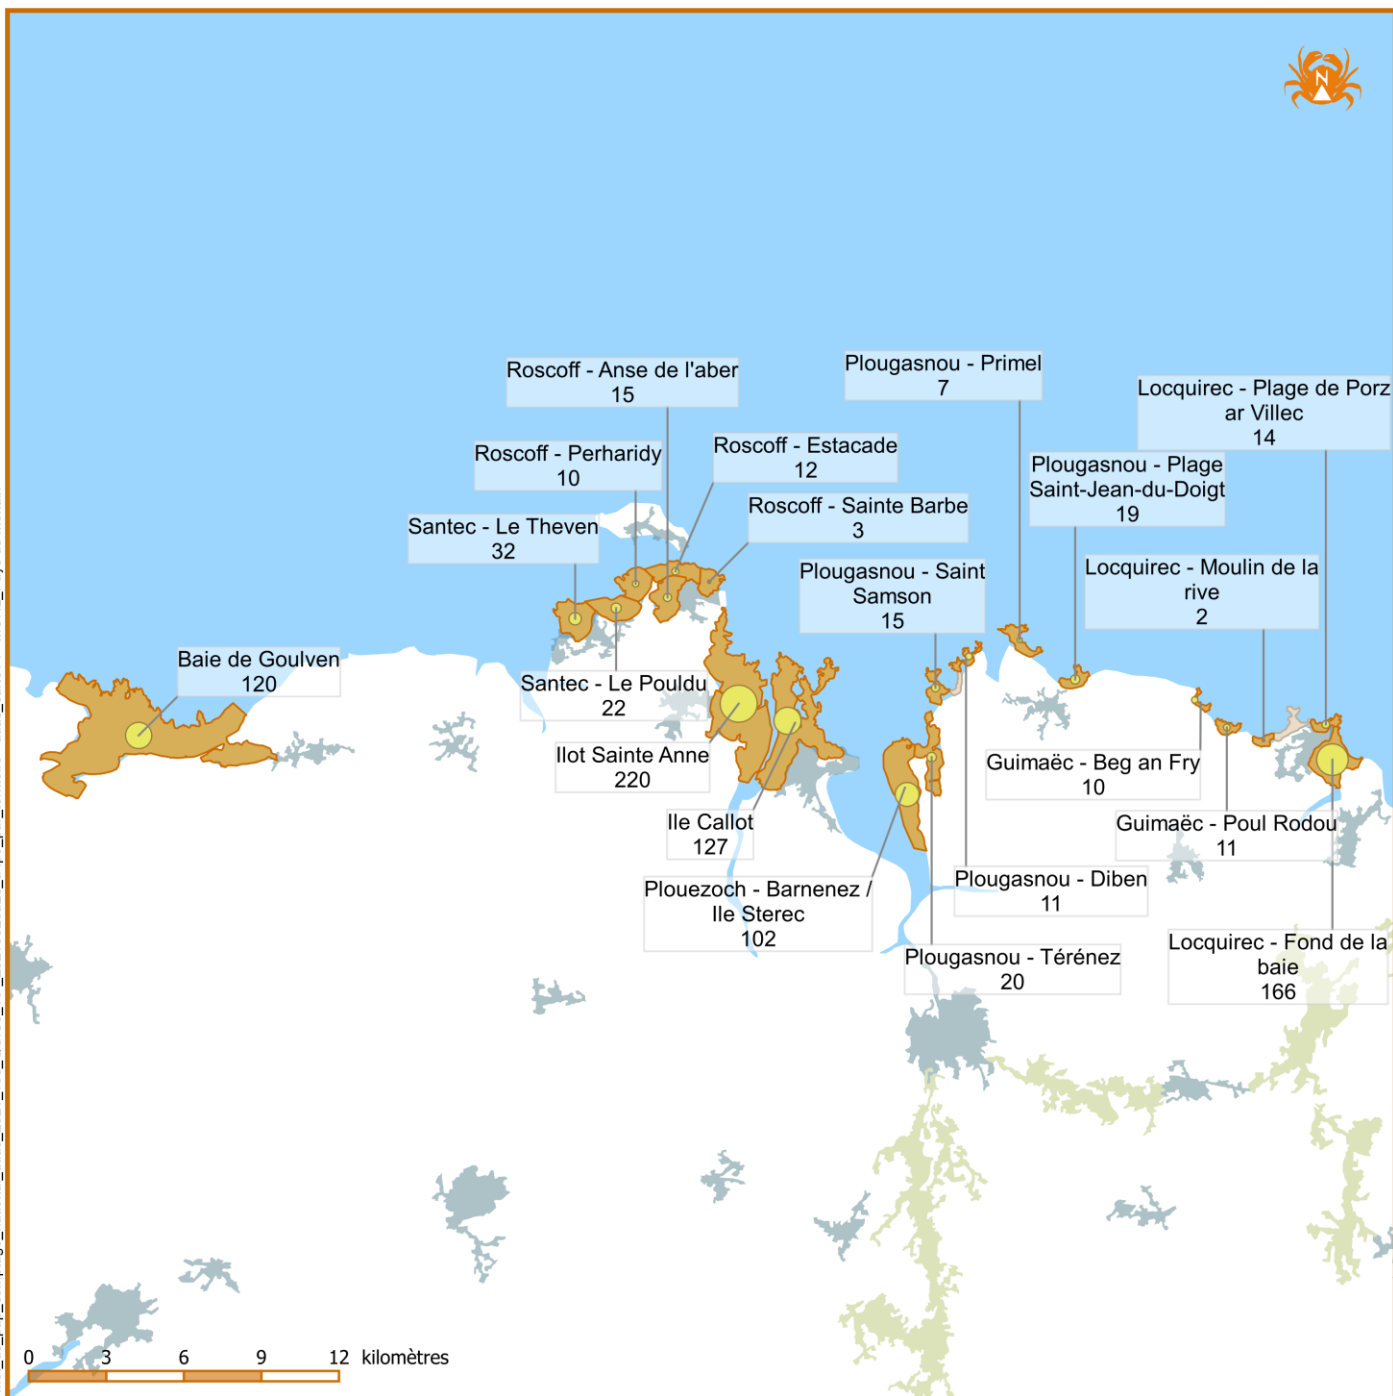 N
Roscoff - Anse de l'aber
15
Plougasnou - Primel
7
Locquirec - Plage de Porz
ar Villec
14
Roscoff - Perharidy
10
Roscoff - Estacade
12
Plougasnou - Plage
Saint-Jean-du-Doigt
19
Santec - Le Theven
32
Roscoff - Sainte Barbe
3
Plougasnou - Saint
Samson
15
Locquirec - Moulin de la
rive
2
Baie de Goulven
120
Santec - Le Pouldu
22
Ilot Sainte Anne
220
Guimaëc - Beg an Fry
10
Ile Callot
127
Guimaëc - Poul Rodou
11
Plouezoch - Barnenez /
Ile Sterec
102
Plougasnou - Diben
11
Plougasnou - Térénez
20
Locquirec - Fond de la
baie
166
0 3 6 9 12 kilomètres